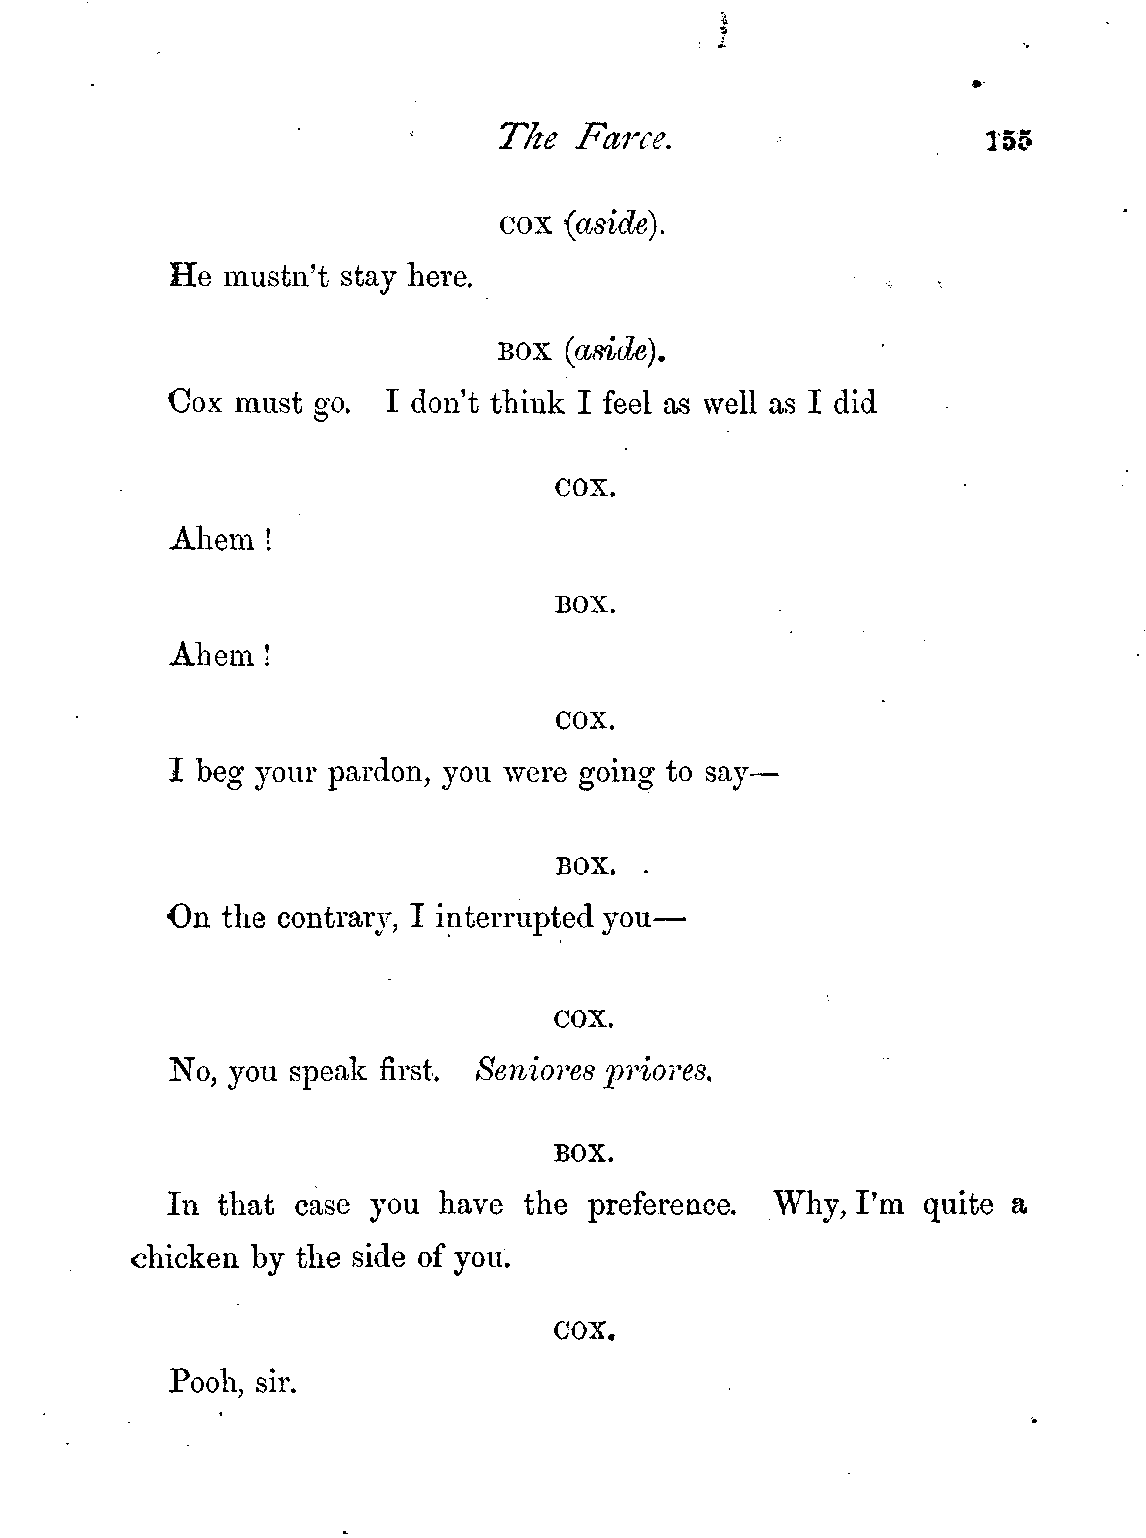 The Farce. 155
COX (aside).
He mustn't stay here.
BOX (aside).
Cox must go. I don't think I feel as well as I did
COX.
Ahem !
BOX.
Ahem !
COX.
I beg your pardon, you were going to say—
BOX.
On the contrary, I interrupted you—
COX.
No, you speak first. Seniores priores.
BOX.
In that case you have the preference. Why, I'm quite a
chicken by the side of you.
COX.
Pooh, sir.